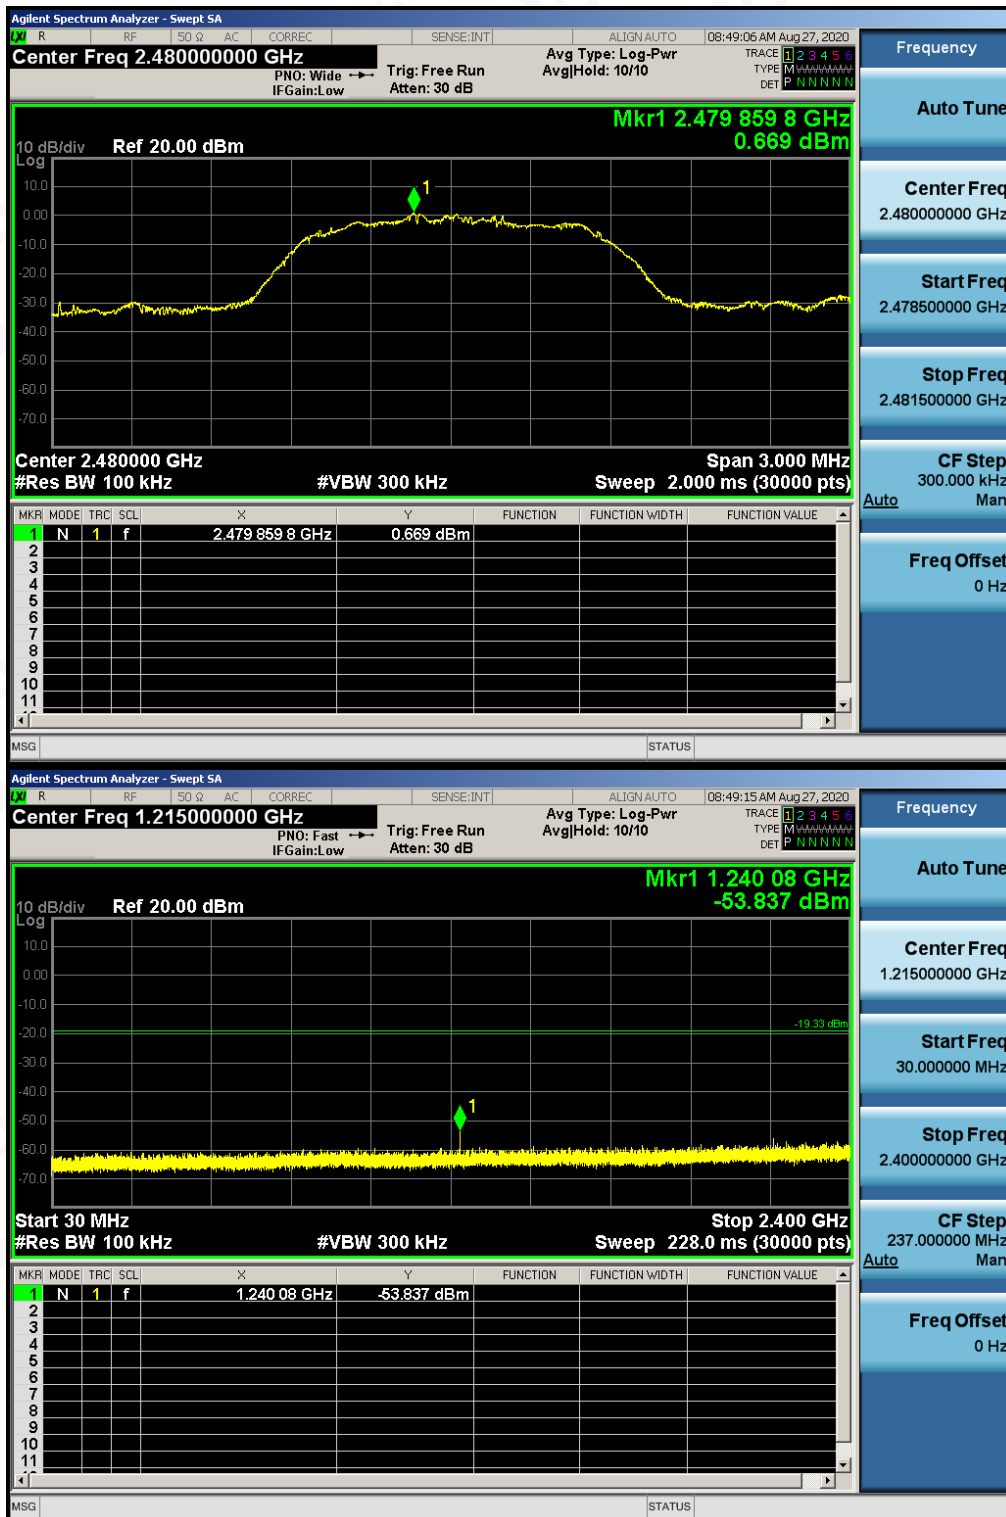 Agilent Spectrum Analyzer - Swept SA
LXI R RF 50 Ω AC CORREC SENSE:INT ALIGN AUTO 08:49:06 AM Aug 27, 2020
Center Freq 2.480000000 GHz
PNO: Wide
IFGain:Low
Trig: Free Run
Atten: 30 dB
Avg Type: Log-Pwr
Avg|Hold: 10/10
TRACE 1 2 3 4 5 6
TYPE M WWWWW
DET P N N N N N
Mkr1 2.479 859 8 GHz
0.669 dBm
10 dB/div Ref 20.00 dBm
Log
10.0
0.00
-10.0
-20.0
-30.0
-40.0
-50.0
-60.0
-70.0
1
Center 2.480000 GHz Span 3.000 MHz
#Res BW 100 kHz #VBW 300 kHz Sweep 2.000 ms (30000 pts)
MKR MODE TRC SCL X Y FUNCTION FUNCTION WIDTH FUNCTION VALUE
1 N 1 f 2.479 859 8 GHz 0.669 dBm
2
3
4
5
6
7
8
9
10
11
MSG STATUS
Frequency
Auto Tune
Center Freq
2.480000000 GHz
Start Freq
2.478500000 GHz
Stop Freq
2.481500000 GHz
CF Step
300.000 kHz
Auto Man
Freq Offset
0 Hz
Agilent Spectrum Analyzer - Swept SA
LXI R RF 50 Ω AC CORREC SENSE:INT ALIGN AUTO 08:49:15 AM Aug 27, 2020
Center Freq 1.215000000 GHz
PNO: Fast
IFGain:Low
Trig: Free Run
Atten: 30 dB
Avg Type: Log-Pwr
Avg|Hold: 10/10
TRACE 1 2 3 4 5 6
TYPE M WWWWW
DET P N N N N N
Mkr1 1.240 08 GHz
-53.837 dBm
10 dB/div Ref 20.00 dBm
Log
10.0
0.00
-10.0
-20.0
-30.0
-40.0
-50.0
-60.0
-70.0
-19.33 dBm
1
Start 30 MHz Stop 2.400 GHz
#Res BW 100 kHz #VBW 300 kHz Sweep 228.0 ms (30000 pts)
MKR MODE TRC SCL X Y FUNCTION FUNCTION WIDTH FUNCTION VALUE
1 N 1 f 1.240 08 GHz -53.837 dBm
2
3
4
5
6
7
8
9
10
11
MSG STATUS
Frequency
Auto Tune
Center Freq
1.215000000 GHz
Start Freq
30.000000 MHz
Stop Freq
2.400000000 GHz
CF Step
237.000000 MHz
Auto Man
Freq Offset
0 Hz